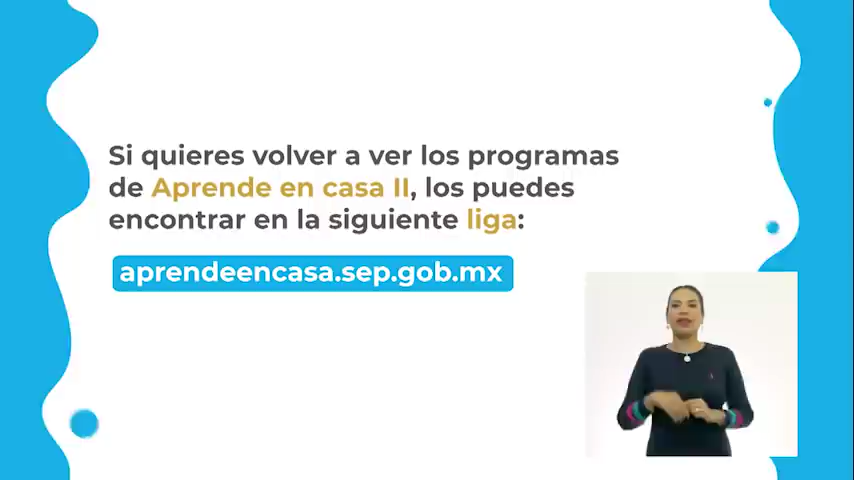 Si quieres volver a ver los programas
de Aprende en casa II, los puedes
encontrar en la siguiente liga:
aprendeencasa.sep.gob.mx